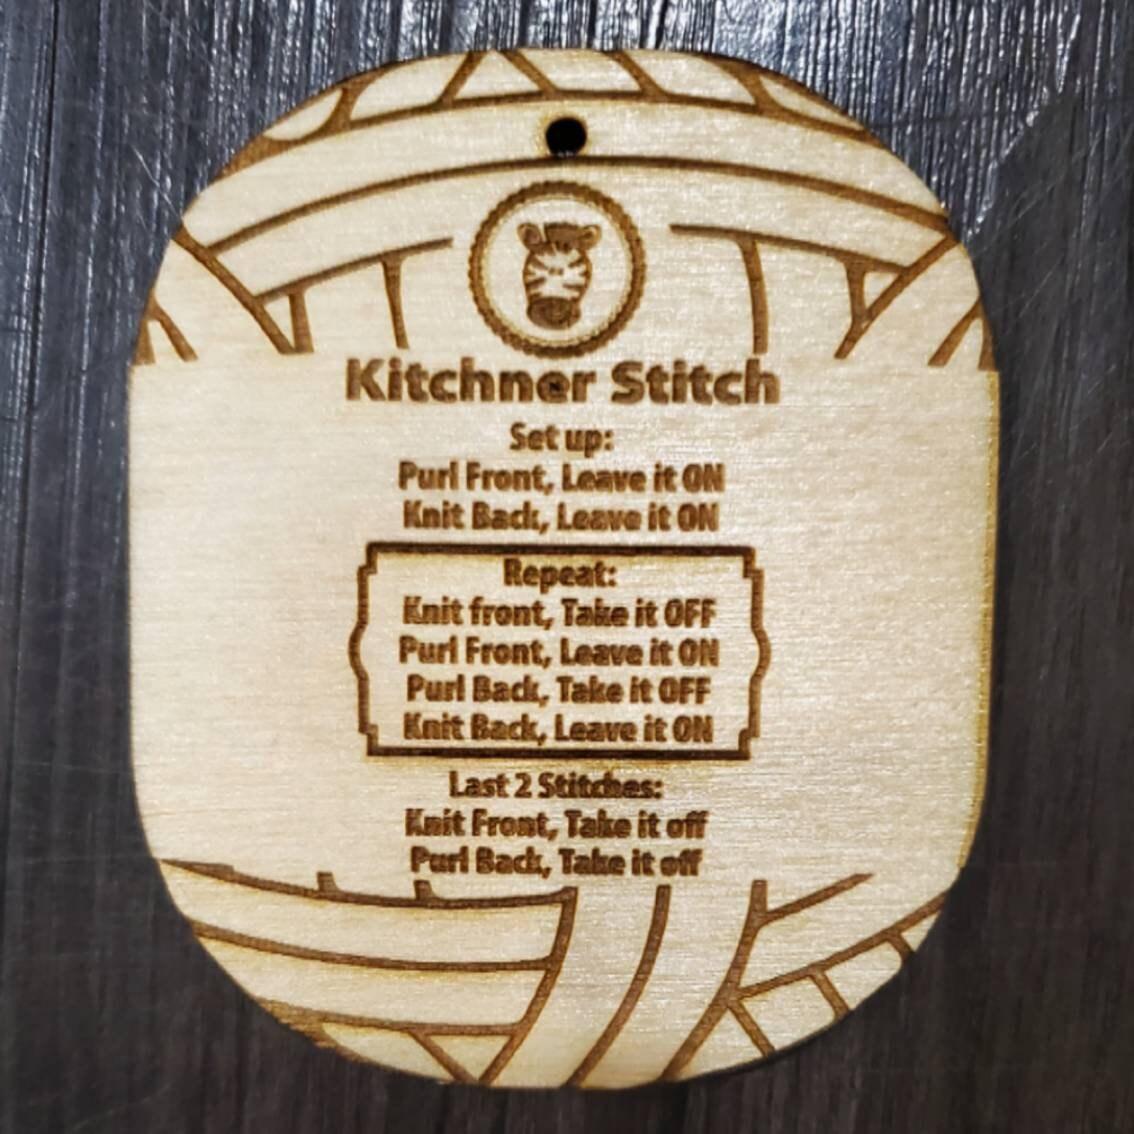 Kitchner Stitch
Set up:
Purl Front, Leave it ON
Knit Back, Leave it ON
Repeat:
Knit front, Take it OFF
Purl Front, Leave it ON
Purl Back, Take it OFF
Knit Back, Leave it ON
Last 2 Stitches:
Knit Front, Take it off
Purl Back, Take it off